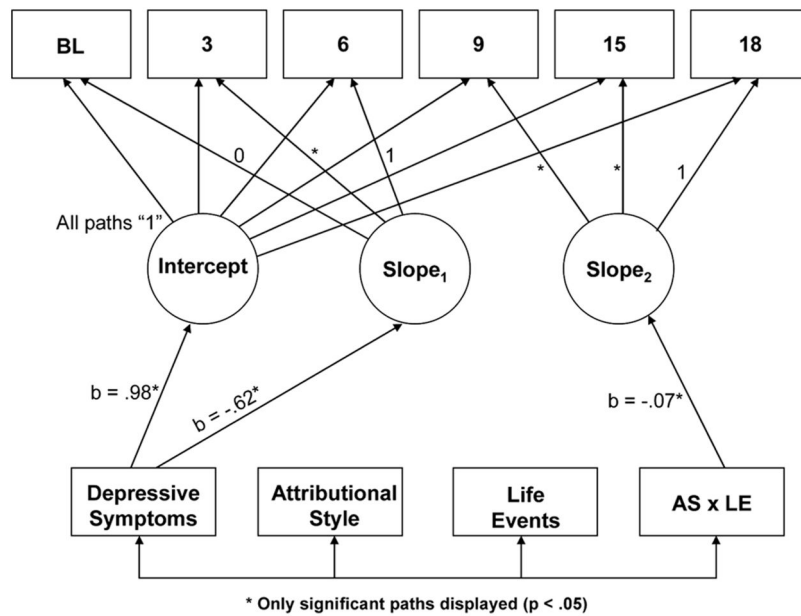 BL 3 6 9 15 18
0 * 1 * * 1
All paths “1”
Intercept Slope₁ Slope₂
b = .98* b = -.62* b = -.07*
Depressive Attributional Life AS x LE
Symptoms Style Events
* Only significant paths displayed (p < .05)